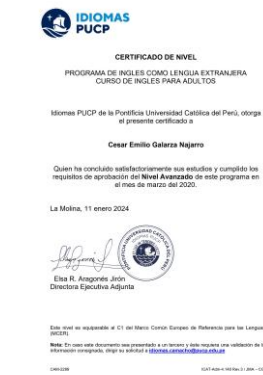 IDIOMAS
PUCP
CERTIFICADO DE NIVEL
PROGRAMA DE INGLES COMO LENGUA EXTRANJERA
CURSO DE INGLES PARA ADULTOS
Idiomas PUCP de la Pontificia Universidad Católica del Perú, otorga
el presente certificado a
Cesar Emilio Galarza Najarro
Quien ha concluido satisfactoriamente sus estudios y cumplido los
requisitos de aprobación del Nivel Avanzado de este programa en
el mes de marzo del 2020.
La Molina, 11 enero 2024
Elsa R. Aragonés Jirón
Directora Ejecutiva Adjunta
Este nivel es equiparable al C1 del Marco Común Europeo de Referencia para las Lenguas
(MCER)
Nota: En caso este documento sea presentado a un tercero y éste requiera una validación de la
información consignada, dirigir su solicitud a idiomas.camacho@pucp.edu.pe